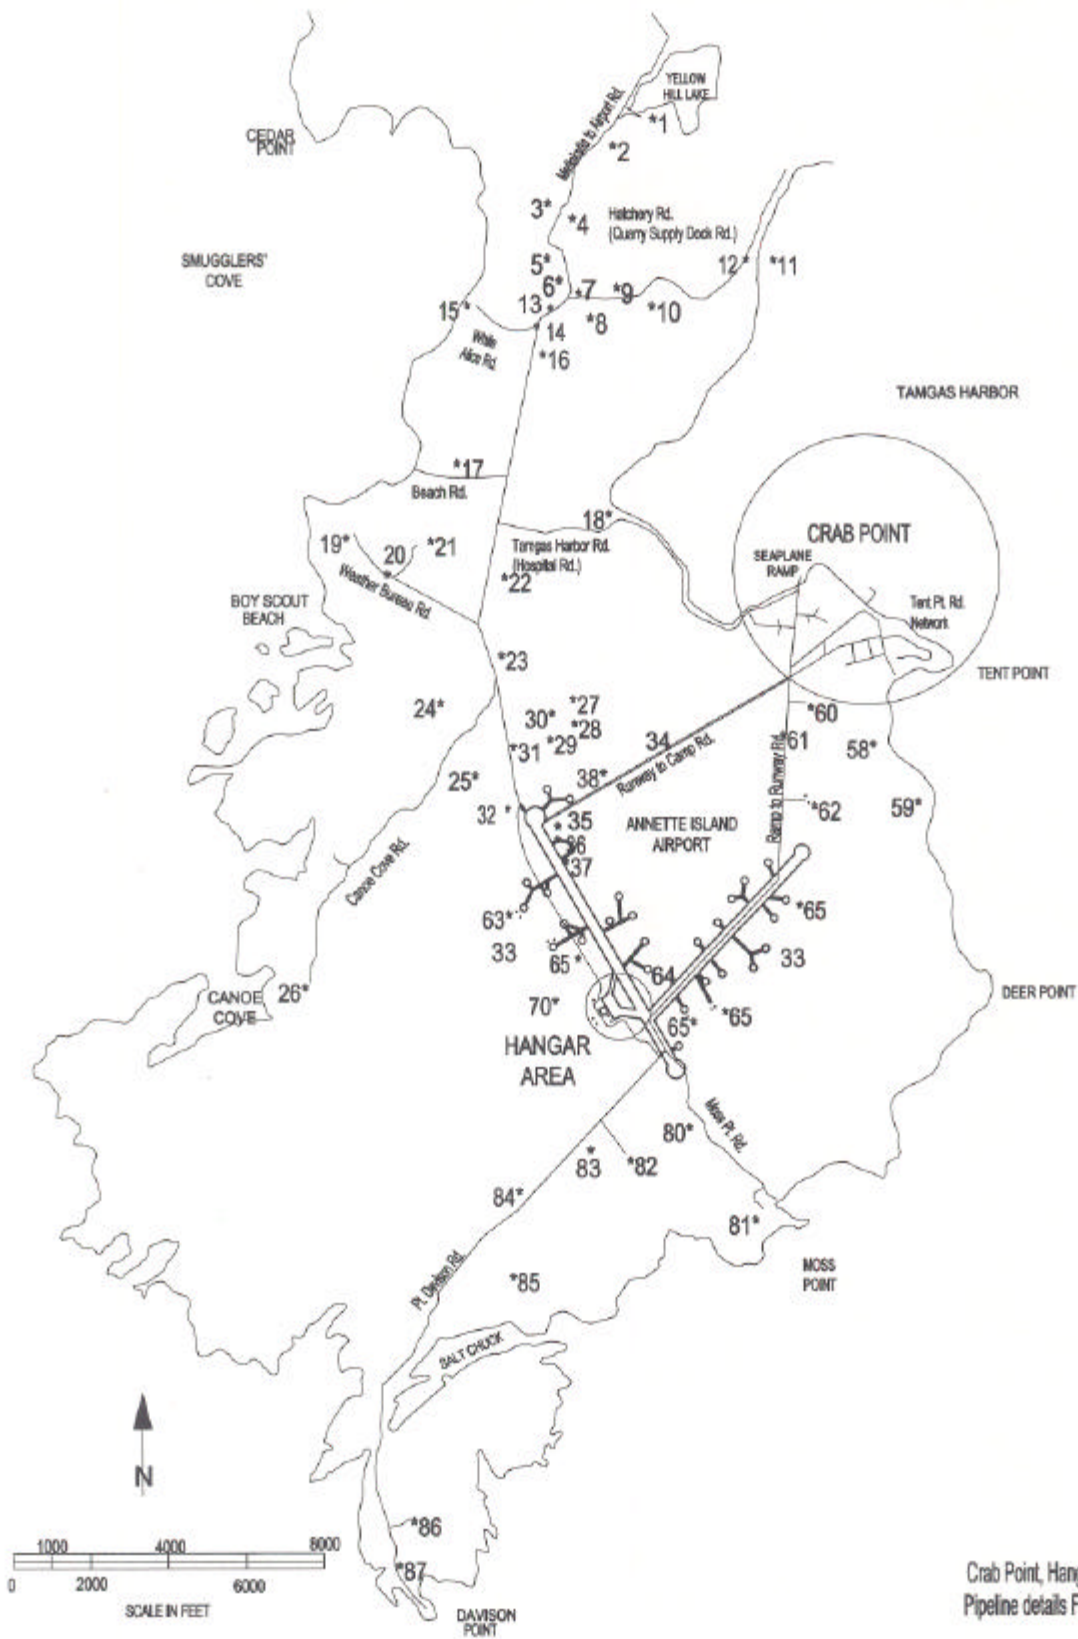 YELLOW
HILL LAKE
Metlakatla to Airport Rd.
*1
CEDAR
POINT
*2
3*
*4
Hatchery Rd.
(Quarry Supply Dock Rd.)
SMUGGLERS'
COVE
5*
12*
*11
6*
*7
*9
*10
15*
13
*8
14
White
Alice Rd.
*16
TAMGAS HARBOR
*17
Beach Rd.
18*
CRAB POINT
19*
20
*21
Tamgas Harbor Rd.
(Hospital Rd.)
SEAPLANE
RAMP
Weather Bureau Rd.
*22
BOY SCOUT
BEACH
Tent Pt. Rd.
Network
*23
TENT POINT
24*
*27
30*
*28
*60
*31
*29
34
61
58*
Runway to Camp Rd.
Ramp to Runway Rd.
25*
38*
32 *
35
ANNETTE ISLAND
AIRPORT
*62
59*
*36
*37
Canoe Cove Rd.
63*
*65
33
65*
64
33
CANOE
COVE
26*
70*
65*
*65
DEER POINT
HANGAR
AREA
80*
Moss Pt. Rd.
83
*82
84*
81*
MOSS
POINT
Pt. Davison Rd.
*85
SALT CHUCK
N
*86
1000 4000 8000
*87
0 2000 6000
SCALE IN FEET
DAVISON
POINT
Crab Point, Hang
Pipeline details F